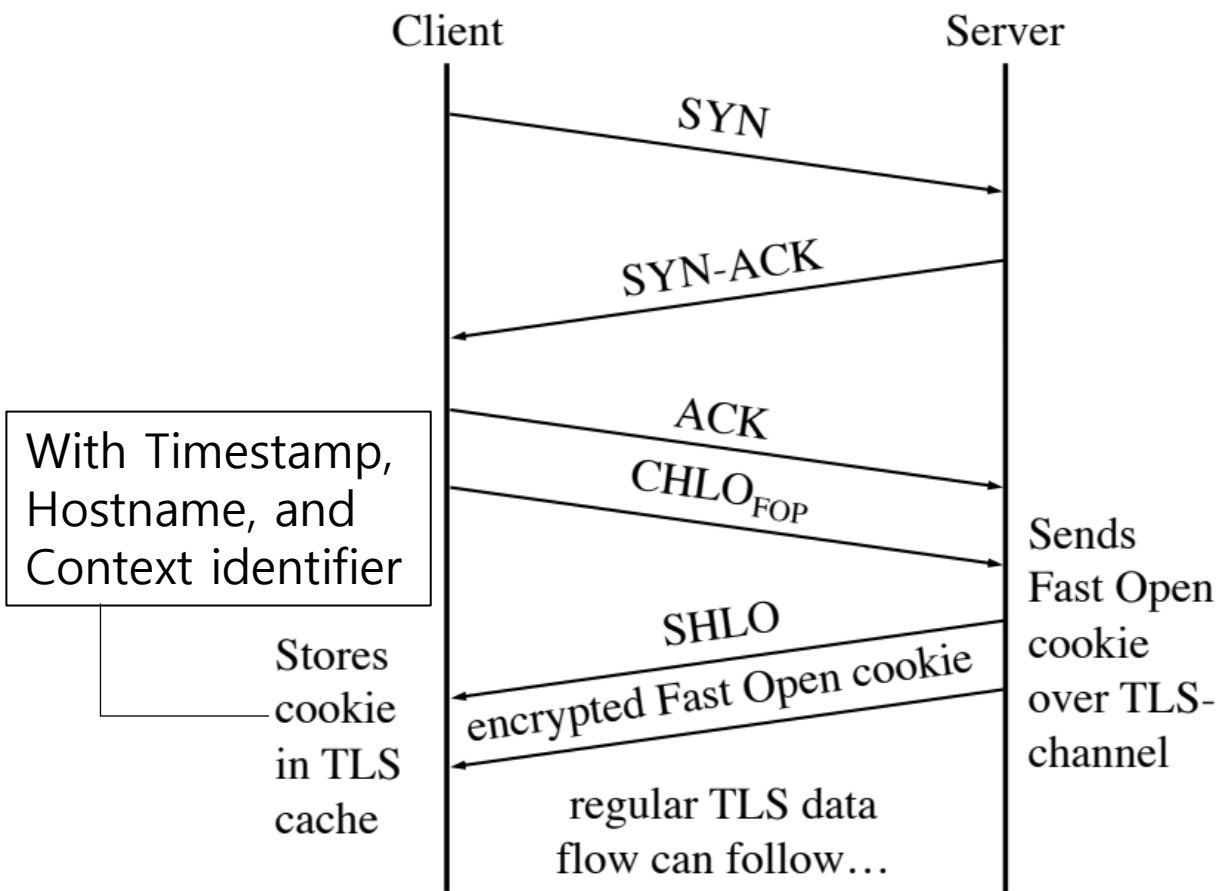 Client
Server
SYN
SYN-ACK
ACK
CHLO_FOP
With Timestamp,
Hostname, and
Context identifier
Sends
Fast Open
cookie
over TLS-
channel
SHLO
encrypted Fast Open cookie
Stores
cookie
in TLS
cache
regular TLS data
flow can follow…